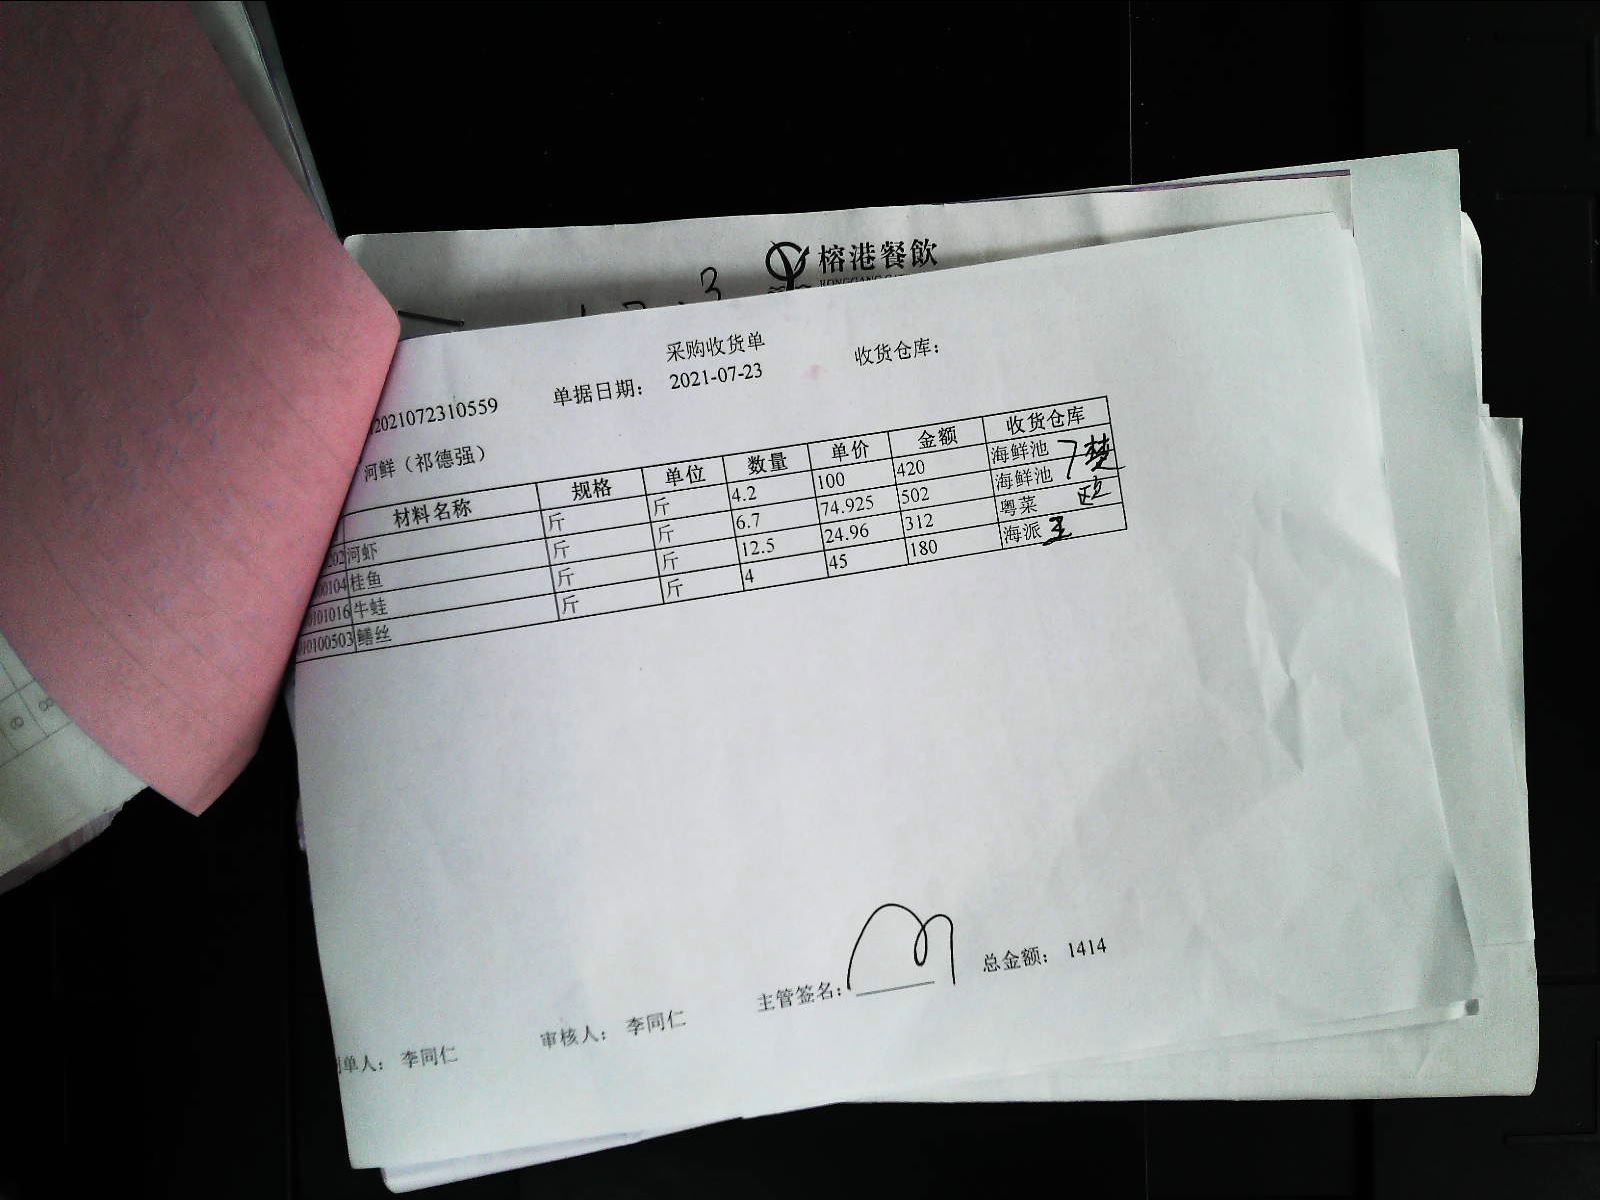 榕港餐飲
采购收货单
2021072310559 单据日期: 2021-07-23 收货仓库:
河鲜（祁德强）
材料名称 规格 单位 数量 单价 金额 收货仓库
202 河虾 斤 斤 4.2 100 420 海鲜池
00104 桂鱼 斤 斤 6.7 74.925 502 海鲜池
0101016 牛蛙 斤 斤 12.5 24.96 312 粤菜
010100503 鳝丝 斤 斤 4 45 180 海派 王
单人: 李同仁 审核人: 李同仁 主管签名: 总金额: 1414